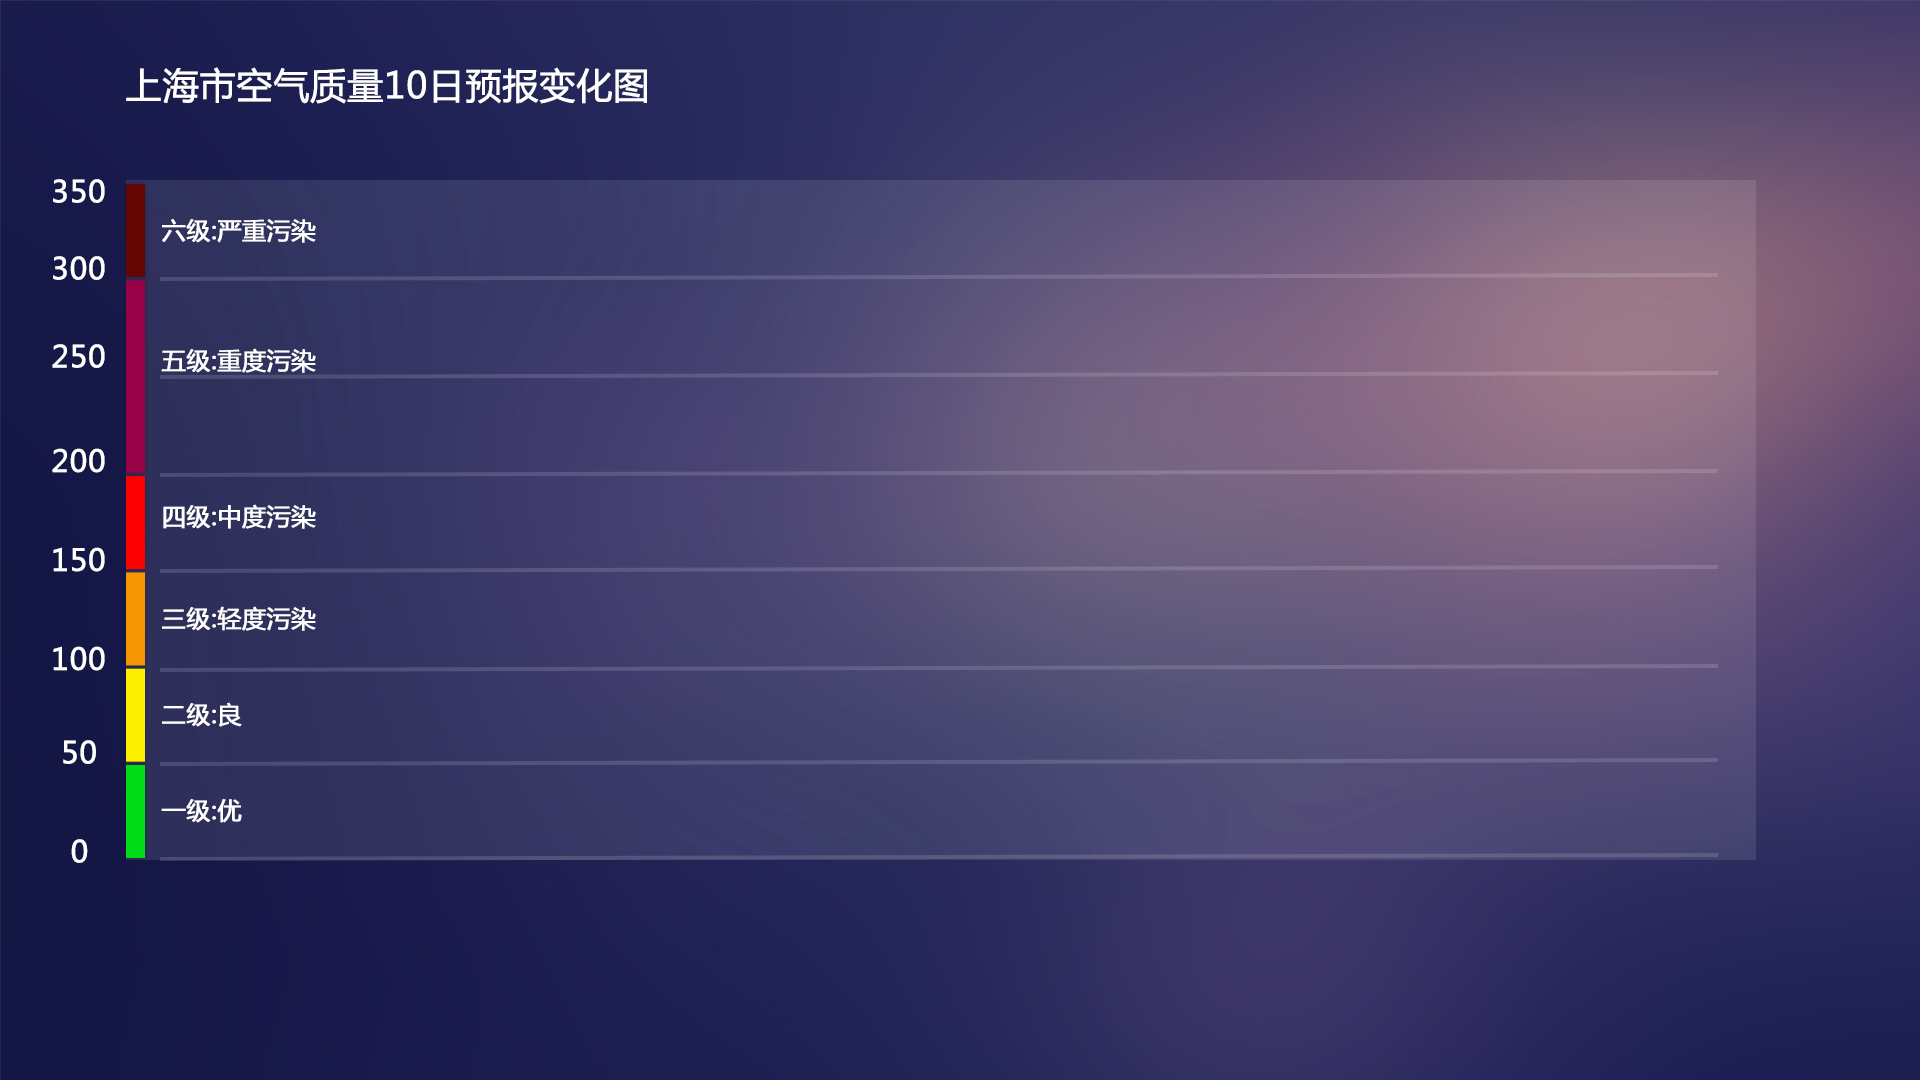 上海市空气质量10日预报变化图
350
六级:严重污染
300
250
五级:重度污染
200
四级:中度污染
150
三级:轻度污染
100
二级:良
50
一级:优
0